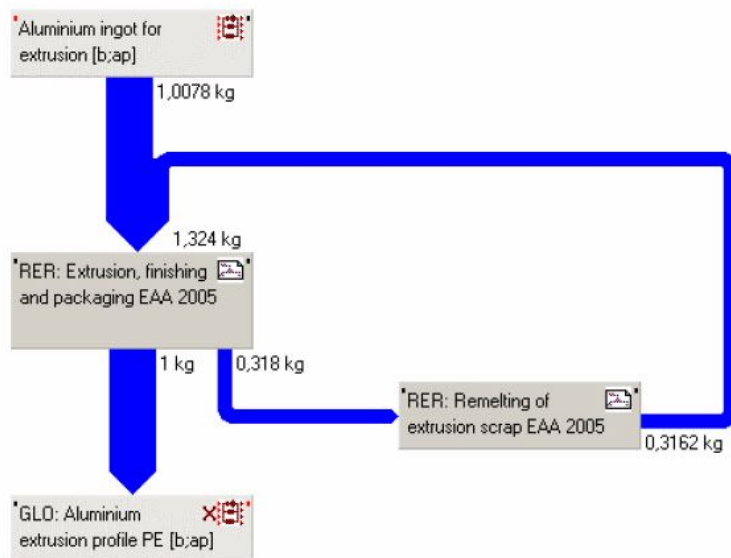 Aluminium ingot for
extrusion [b;ap]
1,0078 kg
1,324 kg
RER: Extrusion, finishing
and packaging EAA 2005
1 kg
0,318 kg
RER: Remelting of
extrusion scrap EAA 2005
0,3162 kg
GLO: Aluminium
extrusion profile PE [b;ap]